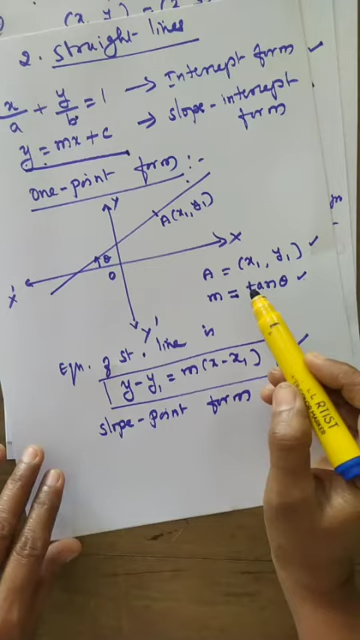 2. Straight-lines
x/a + y/b = 1 → Intercept form ✓
y = mx + c → slope-intercept form
one-point form :-
Y
A(x₁, y₁)
θ
X' O X
Y'
A = (x₁, y₁) ✓
m = tanθ ✓
Eqn. of st. line is
y - y₁ = m(x - x₁)
slope-point form
ARTIST